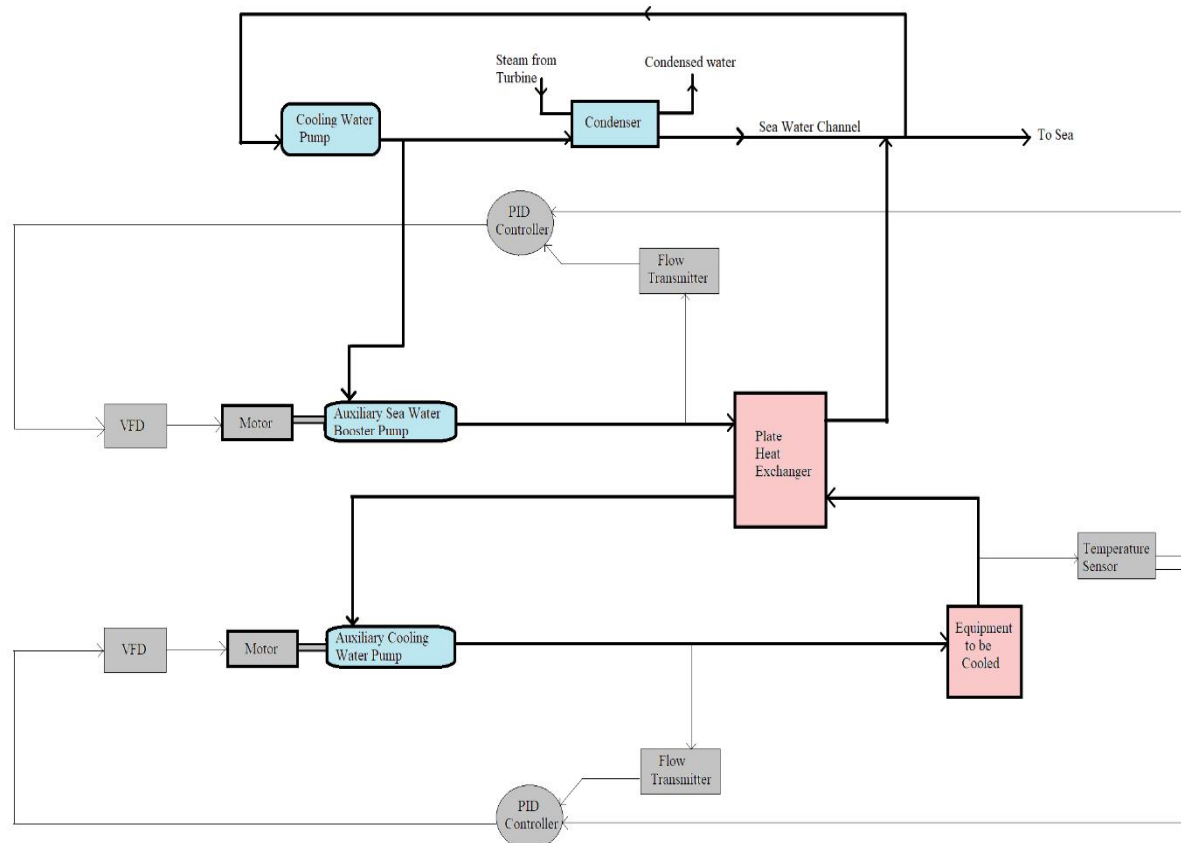 Steam from
Turbine
Condensed water
Cooling Water
Pump
Condenser
Sea Water Channel
To Sea
PID
Controller
Flow
Transmitter
VFD
Motor
Auxiliary Sea Water
Booster Pump
Plate
Heat
Exchanger
Temperature
Sensor
VFD
Motor
Auxiliary Cooling
Water Pump
Equipment
to be
Cooled
Flow
Transmitter
PID
Controller